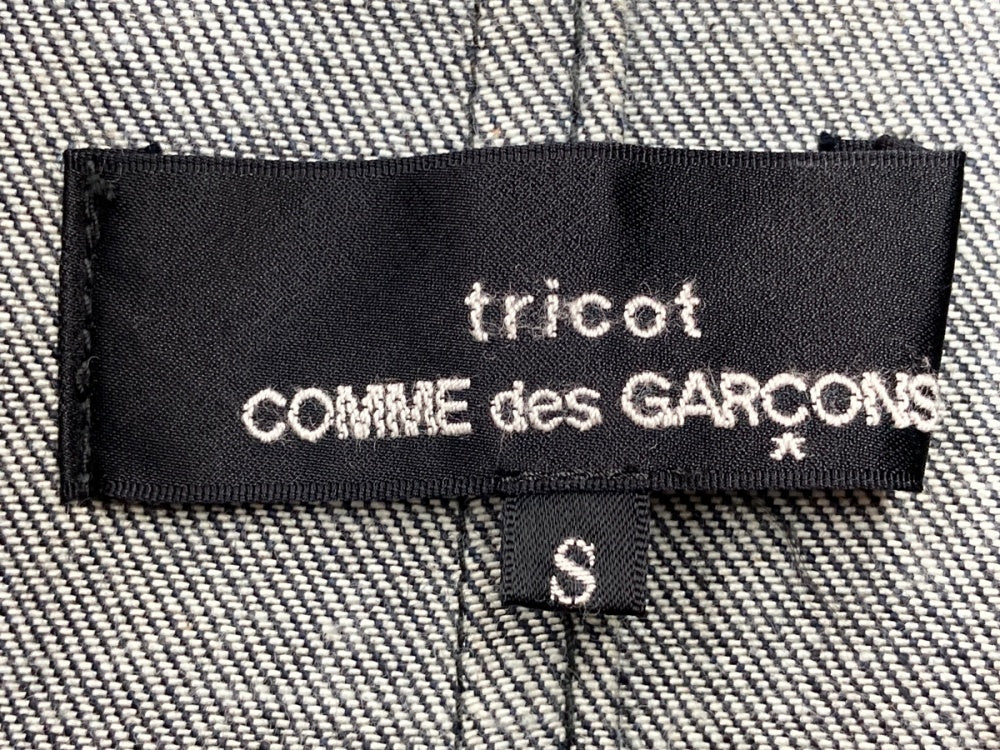 tricot
COMME des GARÇONS
*
S